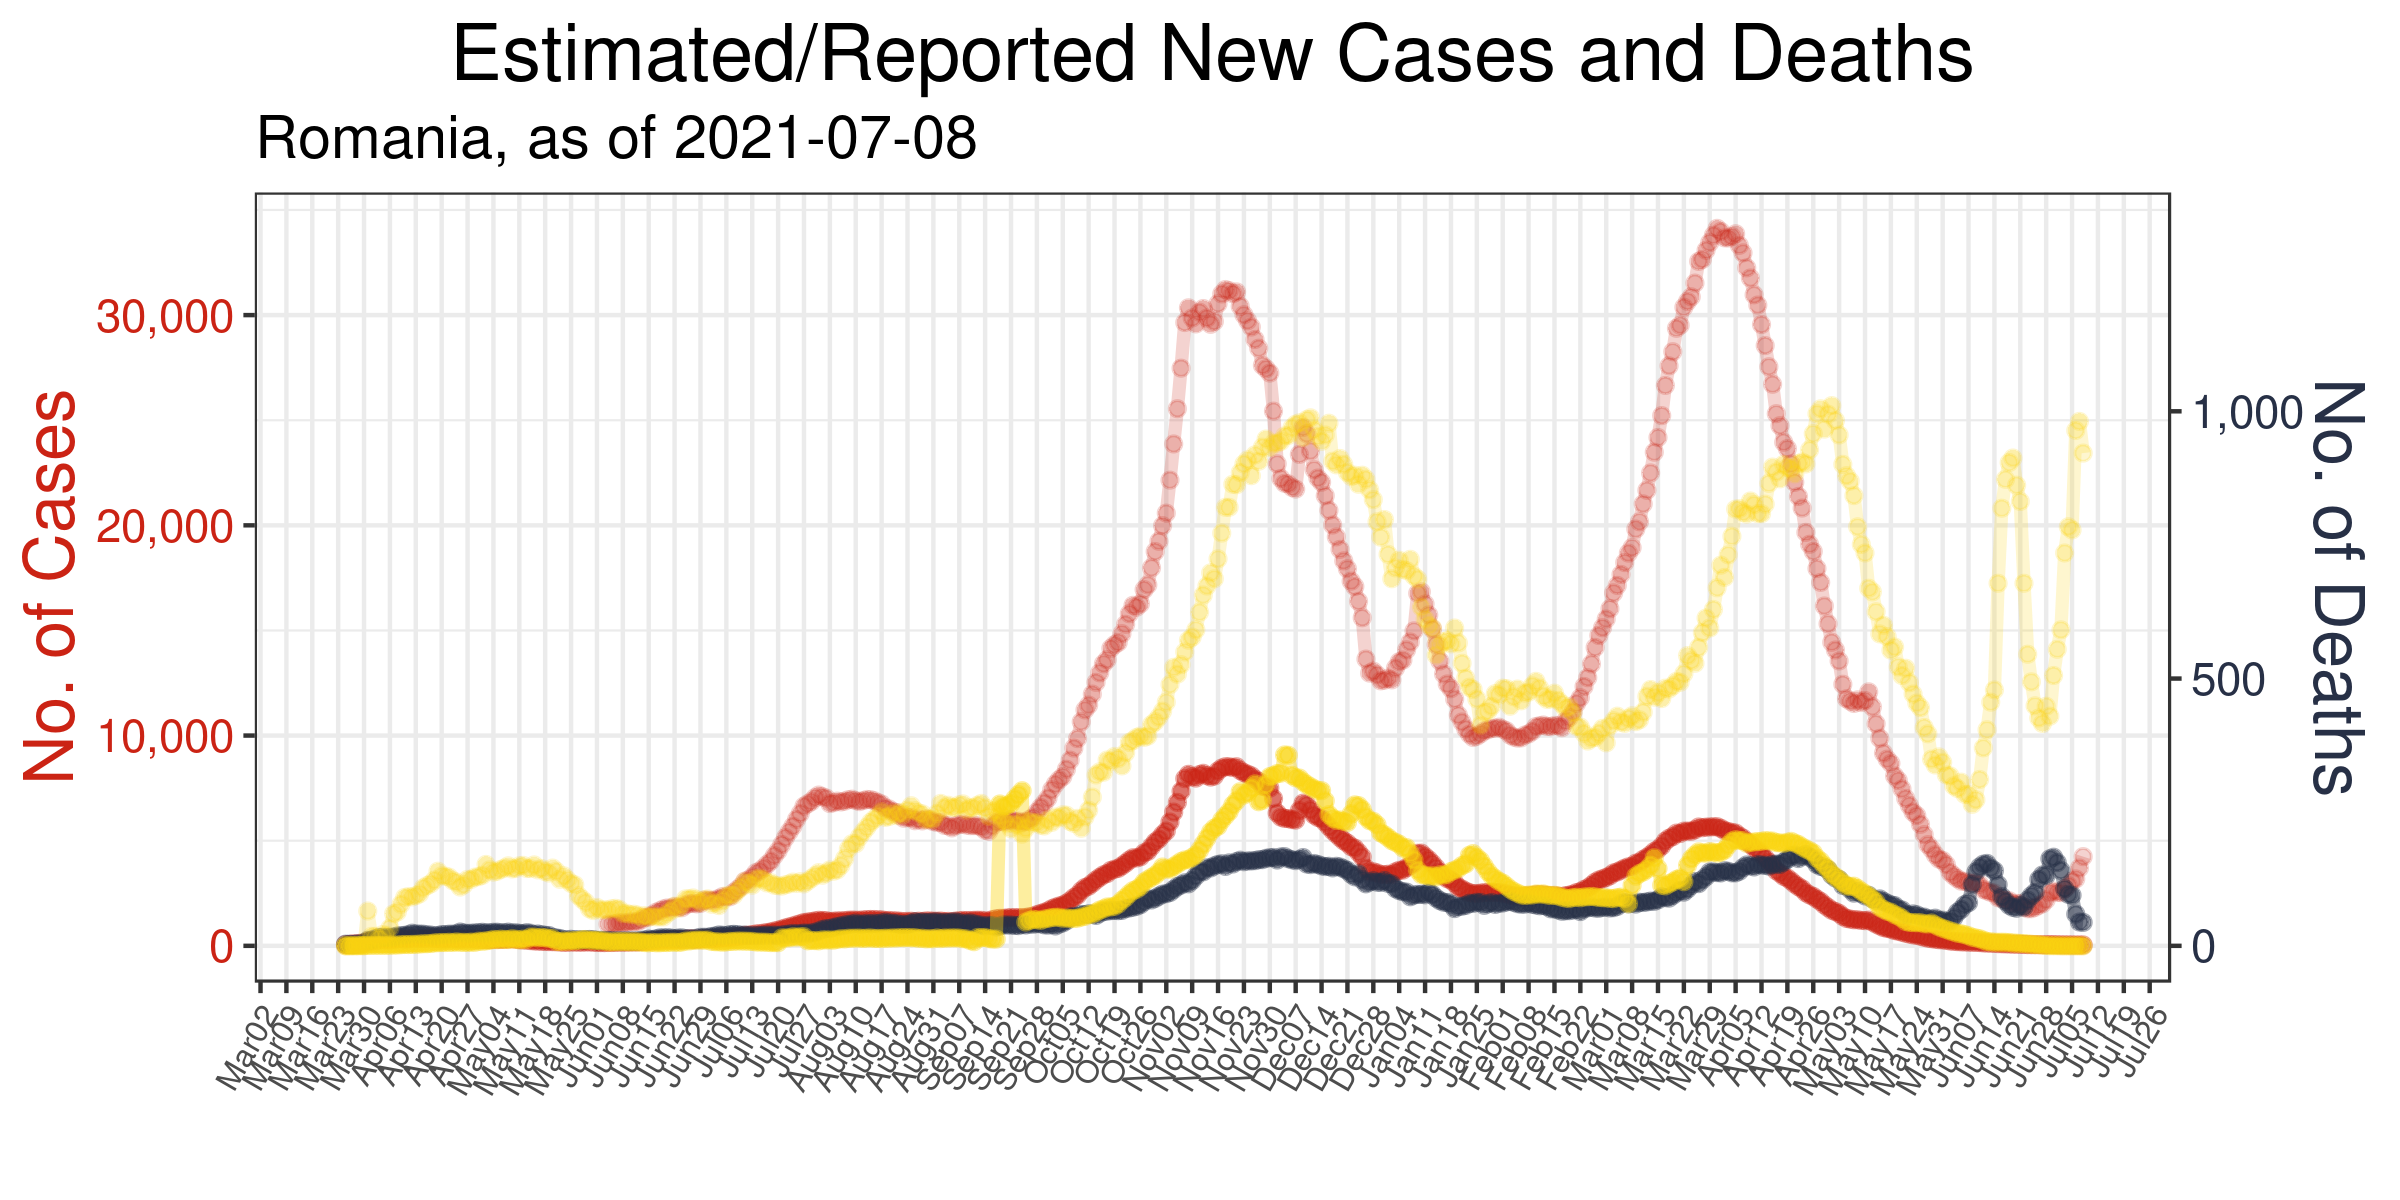 Estimated/Reported New Cases and Deaths
Romania, as of 2021-07-08
No. of Cases
30,000
20,000
10,000
0
1,000
500
0
No. of Deaths
Mar02
Mar09
Mar16
Mar23
Mar30
Apr06
Apr13
Apr20
Apr27
May04
May11
May18
May25
Jun01
Jun08
Jun15
Jun22
Jun29
Jul06
Jul13
Jul20
Jul27
Aug03
Aug10
Aug17
Aug24
Aug31
Sep07
Sep14
Sep21
Sep28
Oct05
Oct12
Oct19
Oct26
Nov02
Nov09
Nov16
Nov23
Nov30
Dec07
Dec14
Dec21
Dec28
Jan04
Jan11
Jan18
Jan25
Feb01
Feb08
Feb15
Feb22
Mar01
Mar08
Mar15
Mar22
Mar29
Apr05
Apr12
Apr19
Apr26
May03
May10
May17
May24
May31
Jun07
Jun14
Jun21
Jun28
Jul05
Jul12
Jul19
Jul26